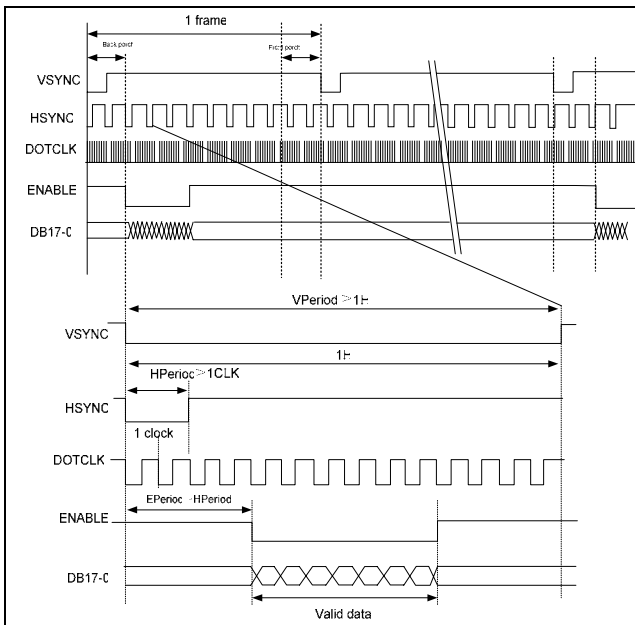 1 frame
Back porch
Front porch
VSYNC
HSYNC
DOTCLK
ENABLE
DB17-0
VPeriod >1H
VSYNC
1H
HPeriod>1CLK
HSYNC
1 clock
DOTCLK
EPeriod HPeriod
ENABLE
DB17-0
Valid data